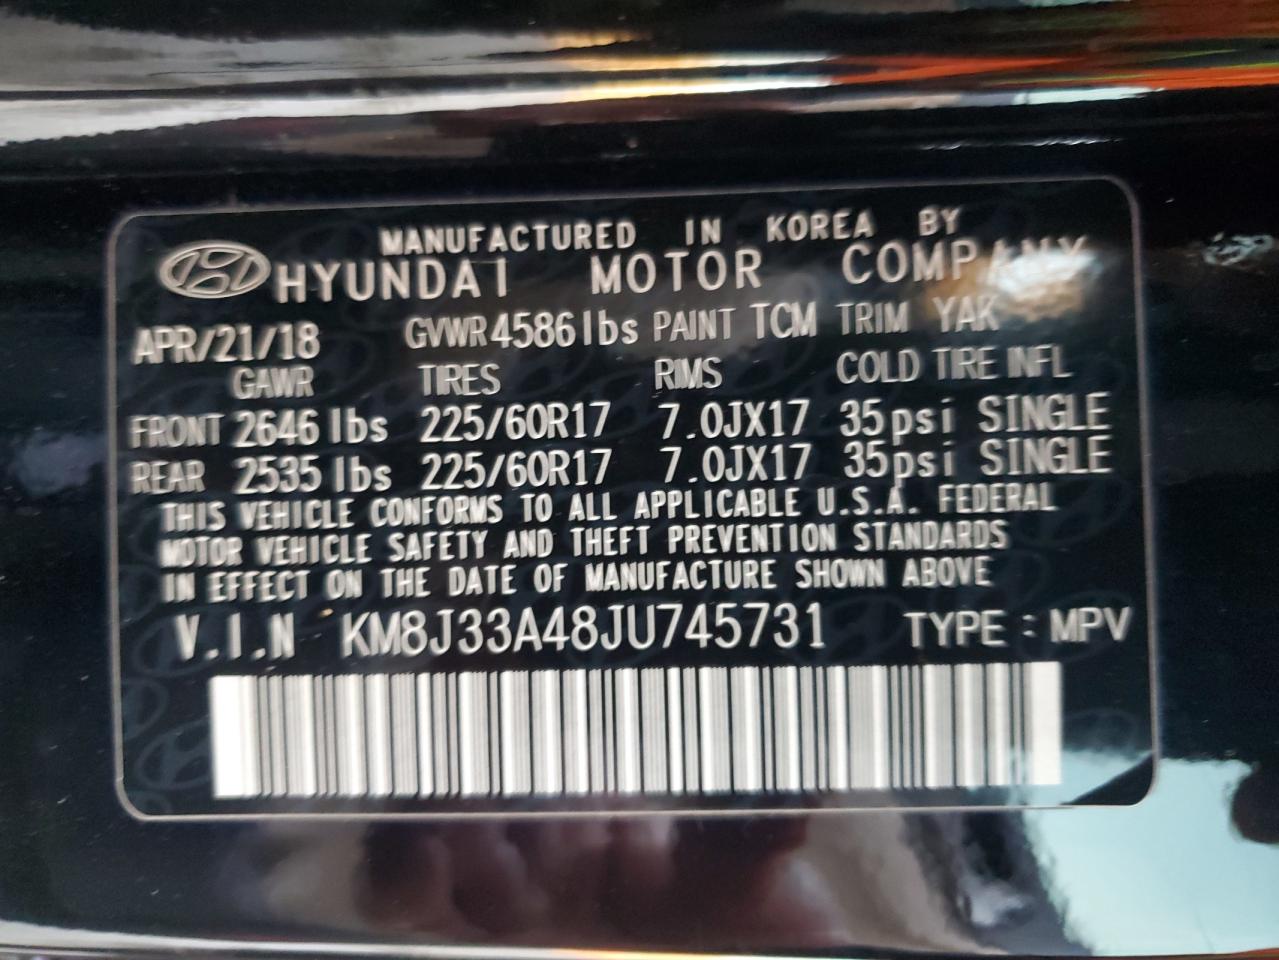 MANUFACTURED IN KOREA BY
HYUNDAI MOTOR COMPANY
APR/21/18 GVWR 4586 lbs PAINT TCM TRIM YAK
GAWR TIRES RIMS COLD TIRE INFL
FRONT 2646 lbs 225/60R17 7.0JX17 35psi SINGLE
REAR 2535 lbs 225/60R17 7.0JX17 35psi SINGLE
THIS VEHICLE CONFORMS TO ALL APPLICABLE U.S.A. FEDERAL
MOTOR VEHICLE SAFETY AND THEFT PREVENTION STANDARDS
IN EFFECT ON THE DATE OF MANUFACTURE SHOWN ABOVE
V.I.N KM8J33A48JU745731 TYPE : MPV